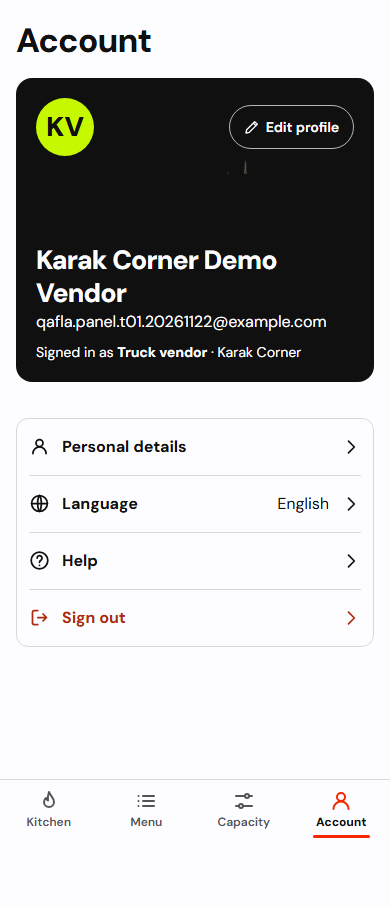 Account
KV
Edit profile
Karak Corner Demo
Vendor
qafla.panel.t01.20261122@example.com
Signed in as Truck vendor · Karak Corner
Personal details
Language English
Help
Sign out
Kitchen Menu Capacity Account